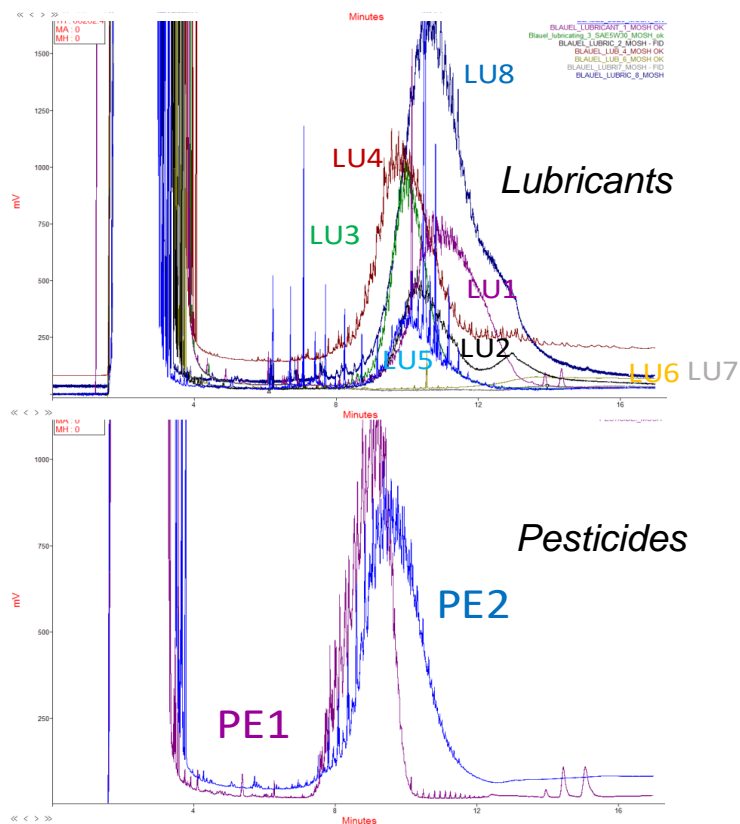 « < > »
Minutes
MA : 0
MH : 0
BLAUEL_LUBRICANT_1_MOSH OK
Blauel_lubricating_3_SAE5W30_MOSH_ok
BLAUEL_LUBRIC_2_MOSH - FID
BLAUEL_LUB_4_MOSH OK
BLAUEL_LUB_6_MOSH OK
BLAUEL_LUBRI7_MOSH - FID
BLAUEL_LUBRIC_8_MOSH
1500
1250
1000
750
500
250
mV
LU8
LU4
Lubricants
LU3
LU1
LU2
LU5
LU6
LU7
4
8
12
16
« < > »
Minutes
MH : 0
1000
750
500
250
mV
Pesticides
PE2
PE1
4
8
12
16
« < > »
Minutes